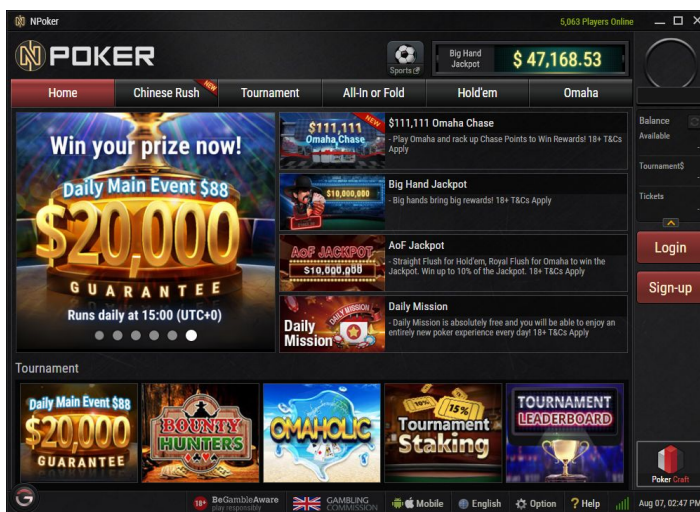 NPoker
5,063 Players Online
N POKER
Sports
Big Hand
Jackpot
$ 47,168.53
Home
Chinese Rush
NEW
Tournament
All-In or Fold
Hold'em
Omaha
Win your prize now!
Daily Main Event $88
$20,000
GUARANTEE
Runs daily at 15:00 (UTC+0)
NEW
$111,111
Omaha Chase
$111,111 Omaha Chase
- Play Omaha and rack up Chase Points to Win Rewards! 18+ T&Cs
Apply
$10,000,000
Big Hand Jackpot
- Big hands bring big rewards! 18+ T&Cs Apply
AoF JACKPOT
$10,000,000
AoF Jackpot
- Straight Flush for Hold'em, Royal Flush for Omaha to win the
Jackpot. Win up to 10% of the Jackpot. 18+ T&Cs Apply
DAILY MISSION
Daily
Mission
Daily Mission
- Daily Mission is absolutely free and you will be able to enjoy an
entirely new poker experience every day! 18+ T&Cs Apply
Balance
Available
-
Tournament$
-
Tickets
-
Login
Sign-up
Tournament
Daily Main Event $88
$20,000
GUARANTEE
BOUNTY
HUNTERS
OMAHOLIC
10%
15%
Tournament
Staking
TOURNAMENT
LEADERBOARD
Poker Craft
G
18+
BeGambleAware
play responsibly
GAMBLING
COMMISSION
Mobile
English
Option
? Help
Aug 07, 02:47 PM